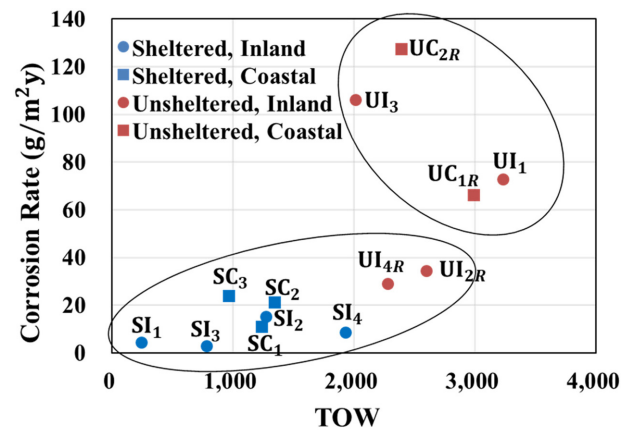 140
120
100
80
60
40
20
0
Corrosion Rate (g/m²y)
Sheltered, Inland
Sheltered, Coastal
Unsheltered, Inland
Unsheltered, Coastal
UC₂R
UI₃
UC₁R
UI₁
UI₄R
UI₂R
SC₃
SC₂
SI₁
SI₃
SI₂
SI₄
SC₁
0 1,000 2,000 3,000 4,000
TOW